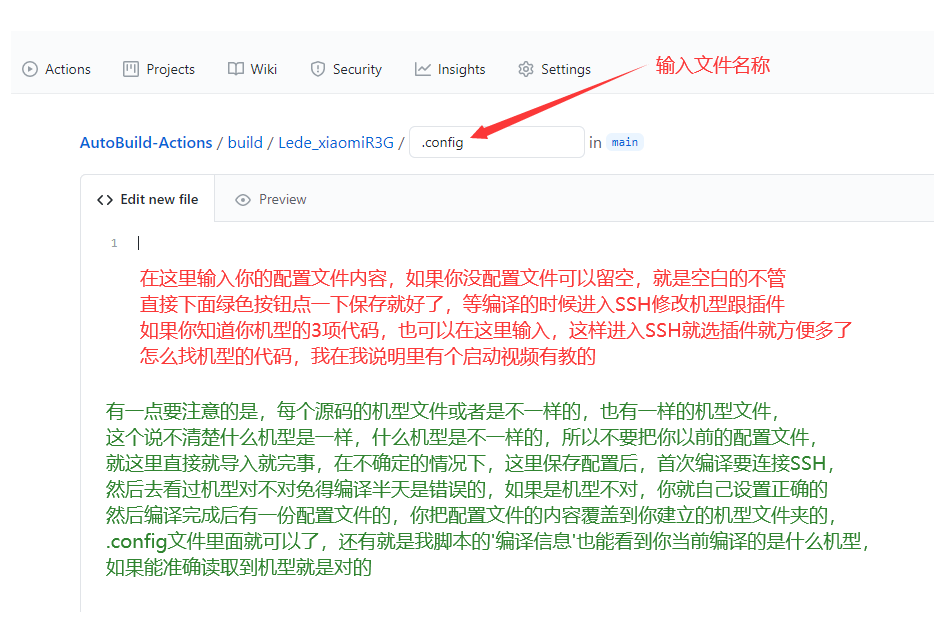 Actions Projects Wiki Security Insights Settings 输入文件名称
AutoBuild-Actions / build / Lede_xiaomiR3G / .config in main
Edit new file Preview
1
在这里输入你的配置文件内容，如果你没配置文件可以留空，就是空白的不管
直接下面绿色按钮点一下保存就好了，等编译的时候进入SSH修改机型跟插件
如果你知道你机型的3项代码，也可以在这里输入，这样进入SSH就选插件就方便多了
怎么找机型的代码，我在我说明里有个启动视频有教的
有一点要注意的是，每个源码的机型文件或者是不一样的，也有一样的机型文件，
这个说不清楚什么机型是一样，什么机型是不一样的，所以不要把你以前的配置文件，
就这里直接就导入就完事，在不确定的情况下，这里保存配置后，首次编译要连接SSH，
然后去看过机型对不对免得编译半天是错误的，如果是机型不对，你就自己设置正确的
然后编译完成后有一份配置文件的，你把配置文件的内容覆盖到你建立的机型文件夹的，
.config文件里面就可以了，还有就是我脚本的'编译信息'也能看到你当前编译的是什么机型，
如果能准确读取到机型就是对的